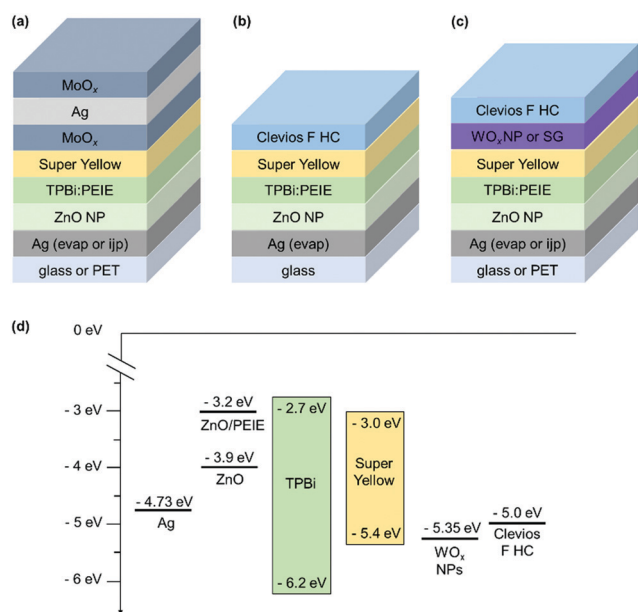 (a)
MoOₓ
Ag
MoOₓ
Super Yellow
TPBi:PEIE
ZnO NP
Ag (evap or ijp)
glass or PET
(b)
Clevios F HC
Super Yellow
TPBi:PEIE
ZnO NP
Ag (evap)
glass
(c)
Clevios F HC
WOₓNP or SG
Super Yellow
TPBi:PEIE
ZnO NP
Ag (evap or ijp)
glass or PET
(d)
0 eV
- 3 eV
- 4 eV
- 5 eV
- 6 eV
- 4.73 eV
Ag
- 3.2 eV
ZnO/PEIE
- 3.9 eV
ZnO
- 2.7 eV
TPBi
- 6.2 eV
- 3.0 eV
Super
Yellow
- 5.4 eV
- 5.35 eV
WOₓ
NPs
- 5.0 eV
Clevios
F HC